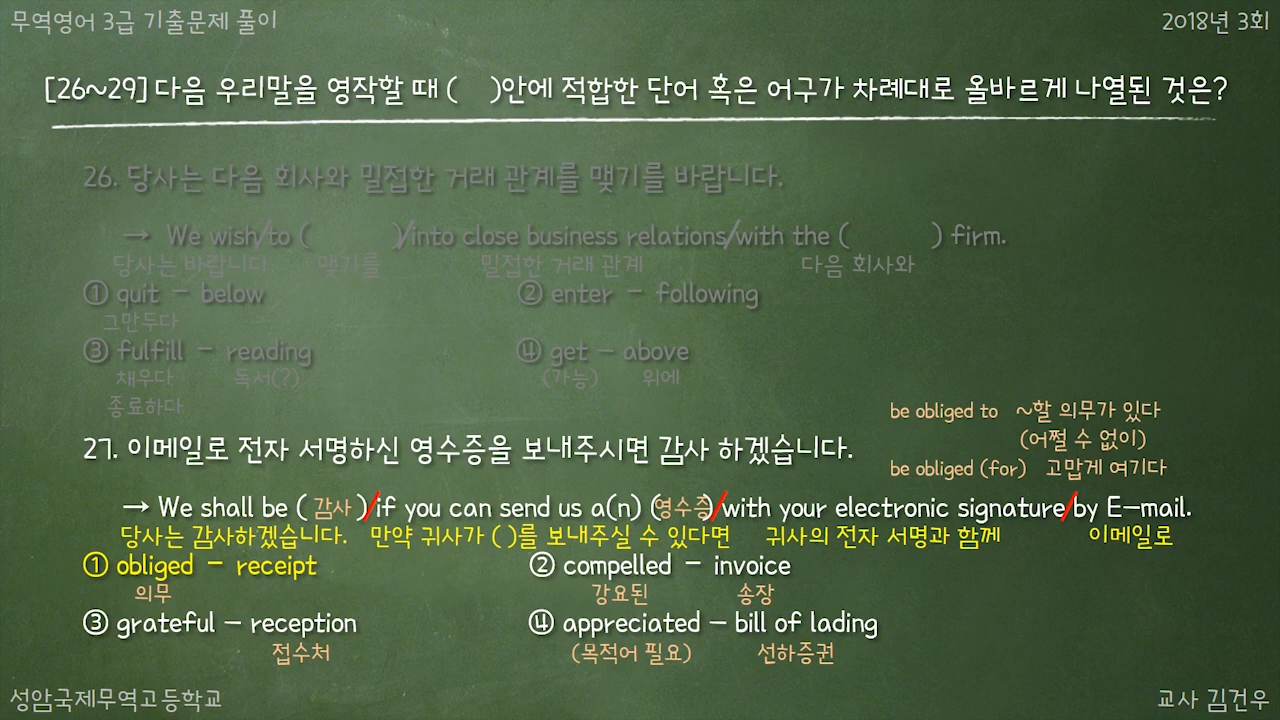 무역영어 3급 기출문제 풀이
2018년 3회
[26~29] 다음 우리말을 영작할 때 ( )안에 적합한 단어 혹은 어구가 차례대로 올바르게 나열된 것은?
26. 당사는 다음 회사와 밀접한 거래 관계를 맺기를 바랍니다.
→ We wish/to ( )/into close business relations/with the ( ) firm.
당사는 바랍니다 맺기를 밀접한 거래 관계 다음 회사와
① quit - below ② enter - following
그만두다
③ fulfill - reading ④ get - above
채우다 독서(?) (가능) 위에
종료하다
be obliged to ~할 의무가 있다
(어쩔 수 없이)
be obliged (for) 고맙게 여기다
27. 이메일로 전자 서명하신 영수증을 보내주시면 감사 하겠습니다.
→ We shall be ( 감사 )/if you can send us a(n) (영수증)/with your electronic signature/by E-mail.
당사는 감사하겠습니다. 만약 귀사가 ( )를 보내주실 수 있다면 귀사의 전자 서명과 함께 이메일로
① obliged - receipt ② compelled - invoice
의무 강요된 송장
③ grateful - reception ④ appreciated - bill of lading
접수처 (목적어 필요) 선하증권
성암국제무역고등학교
교사 김건우